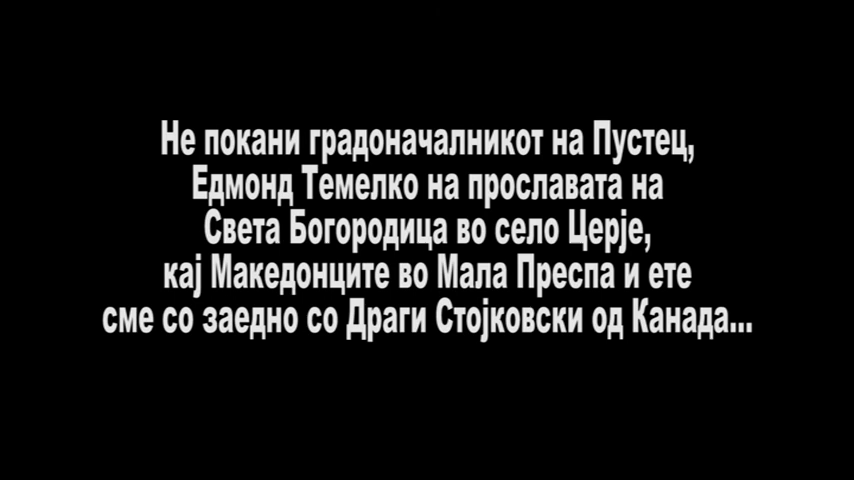 Не покани градоначалникот на Пустец,
Едмонд Темелко на прославата на
Света Богородица во село Церје,
кај Македонците во Мала Преспа и ете
сме со заедно со Драги Стојковски од Канада...